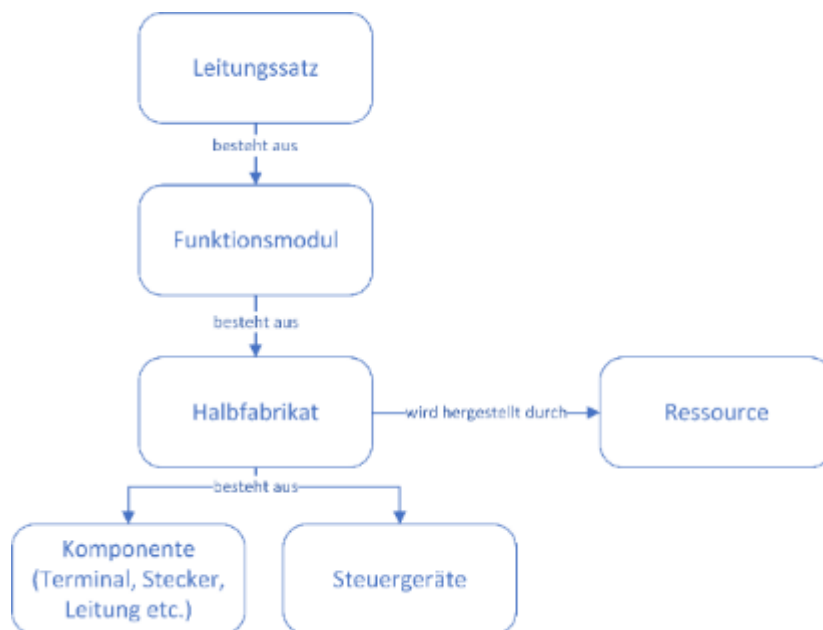 Leitungssatz
besteht aus
Funktionsmodul
besteht aus
Halbfabrikat
wird hergestellt durch
Ressource
besteht aus
Komponente
(Terminal, Stecker,
Leitung etc.)
Steuergeräte